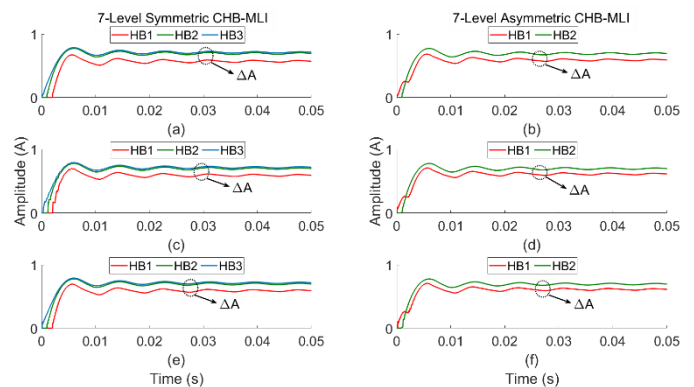 7-Level Symmetric CHB-MLI
7-Level Asymmetric CHB-MLI
HB1 HB2 HB3
HB1 HB2
1
0
ΔA
ΔA
0 0.01 0.02 0.03 0.04 0.05
0 0.01 0.02 0.03 0.04 0.05
(a)
(b)
Amplitude (A)
Amplitude (A)
HB1 HB2 HB3
HB1 HB2
1
1
0
0
ΔA
ΔA
0 0.01 0.02 0.03 0.04 0.05
0 0.01 0.02 0.03 0.04 0.05
(c)
(d)
HB1 HB2 HB3
HB1 HB2
1
1
0
0
ΔA
ΔA
0 0.01 0.02 0.03 0.04 0.05
0 0.01 0.02 0.03 0.04 0.05
(e)
(f)
Time (s)
Time (s)